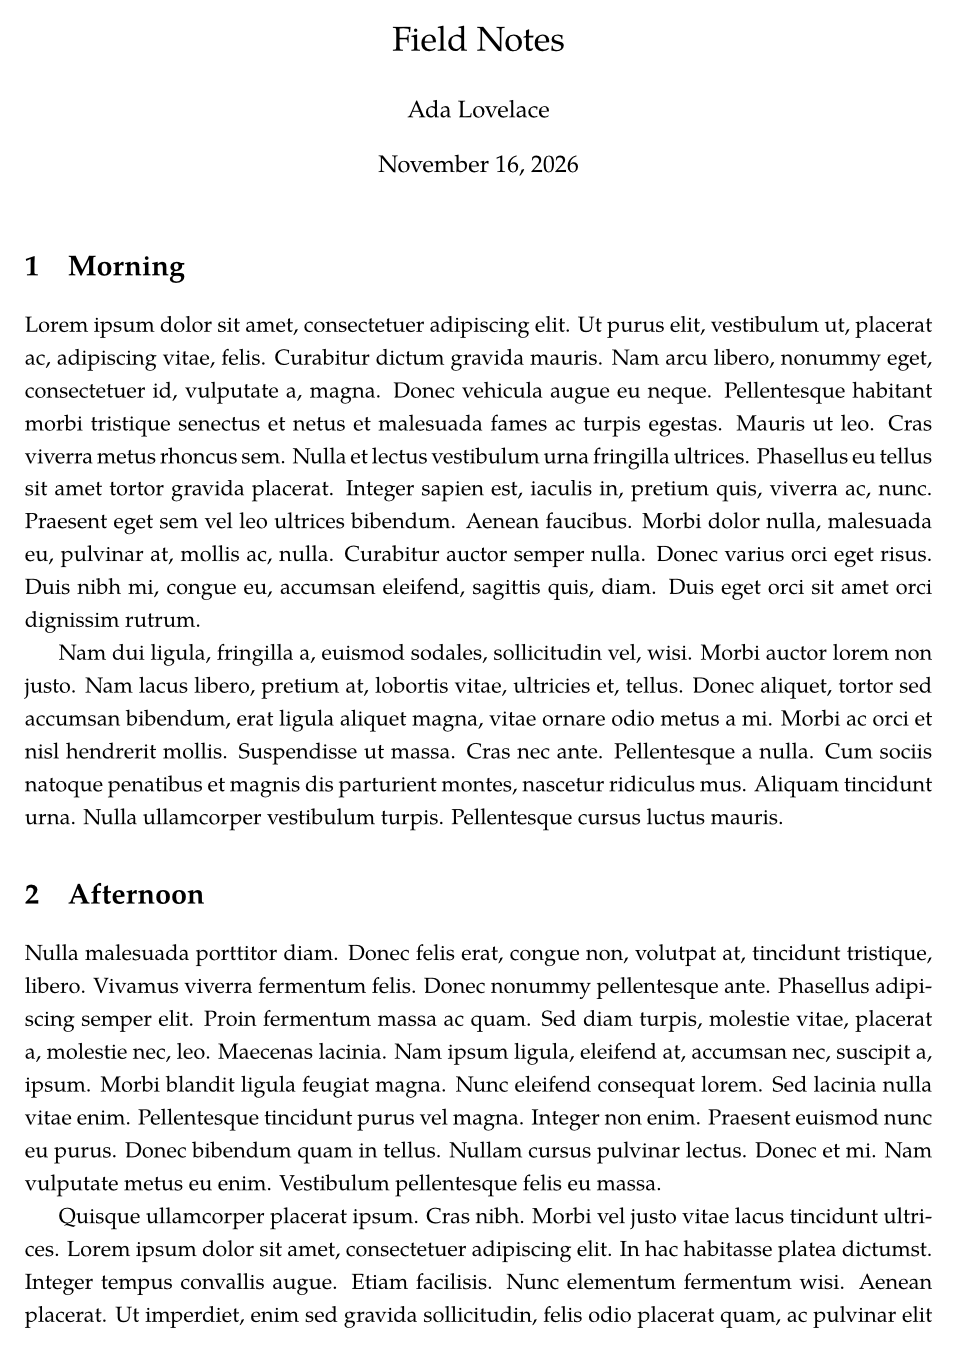 Field Notes
Ada Lovelace
November 16, 2026
1 Morning
Lorem ipsum dolor sit amet, consectetuer adipiscing elit. Ut purus elit, vestibulum ut, placerat
ac, adipiscing vitae, felis. Curabitur dictum gravida mauris. Nam arcu libero, nonummy eget,
consectetuer id, vulputate a, magna. Donec vehicula augue eu neque. Pellentesque habitant
morbi tristique senectus et netus et malesuada fames ac turpis egestas. Mauris ut leo. Cras
viverra metus rhoncus sem. Nulla et lectus vestibulum urna fringilla ultrices. Phasellus eu tellus
sit amet tortor gravida placerat. Integer sapien est, iaculis in, pretium quis, viverra ac, nunc.
Praesent eget sem vel leo ultrices bibendum. Aenean faucibus. Morbi dolor nulla, malesuada
eu, pulvinar at, mollis ac, nulla. Curabitur auctor semper nulla. Donec varius orci eget risus.
Duis nibh mi, congue eu, accumsan eleifend, sagittis quis, diam. Duis eget orci sit amet orci
dignissim rutrum.
Nam dui ligula, fringilla a, euismod sodales, sollicitudin vel, wisi. Morbi auctor lorem non
justo. Nam lacus libero, pretium at, lobortis vitae, ultricies et, tellus. Donec aliquet, tortor sed
accumsan bibendum, erat ligula aliquet magna, vitae ornare odio metus a mi. Morbi ac orci et
nisl hendrerit mollis. Suspendisse ut massa. Cras nec ante. Pellentesque a nulla. Cum sociis
natoque penatibus et magnis dis parturient montes, nascetur ridiculus mus. Aliquam tincidunt
urna. Nulla ullamcorper vestibulum turpis. Pellentesque cursus luctus mauris.
2 Afternoon
Nulla malesuada porttitor diam. Donec felis erat, congue non, volutpat at, tincidunt tristique,
libero. Vivamus viverra fermentum felis. Donec nonummy pellentesque ante. Phasellus adipi-
scing semper elit. Proin fermentum massa ac quam. Sed diam turpis, molestie vitae, placerat
a, molestie nec, leo. Maecenas lacinia. Nam ipsum ligula, eleifend at, accumsan nec, suscipit a,
ipsum. Morbi blandit ligula feugiat magna. Nunc eleifend consequat lorem. Sed lacinia nulla
vitae enim. Pellentesque tincidunt purus vel magna. Integer non enim. Praesent euismod nunc
eu purus. Donec bibendum quam in tellus. Nullam cursus pulvinar lectus. Donec et mi. Nam
vulputate metus eu enim. Vestibulum pellentesque felis eu massa.
Quisque ullamcorper placerat ipsum. Cras nibh. Morbi vel justo vitae lacus tincidunt ultri-
ces. Lorem ipsum dolor sit amet, consectetuer adipiscing elit. In hac habitasse platea dictumst.
Integer tempus convallis augue. Etiam facilisis. Nunc elementum fermentum wisi. Aenean
placerat. Ut imperdiet, enim sed gravida sollicitudin, felis odio placerat quam, ac pulvinar elit